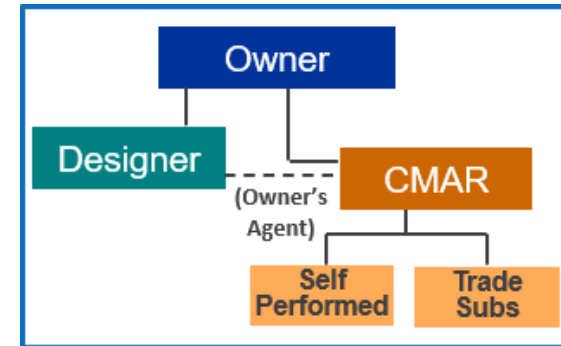 Owner
Designer
(Owner's
Agent)
CMAR
Self
Performed
Trade
Subs